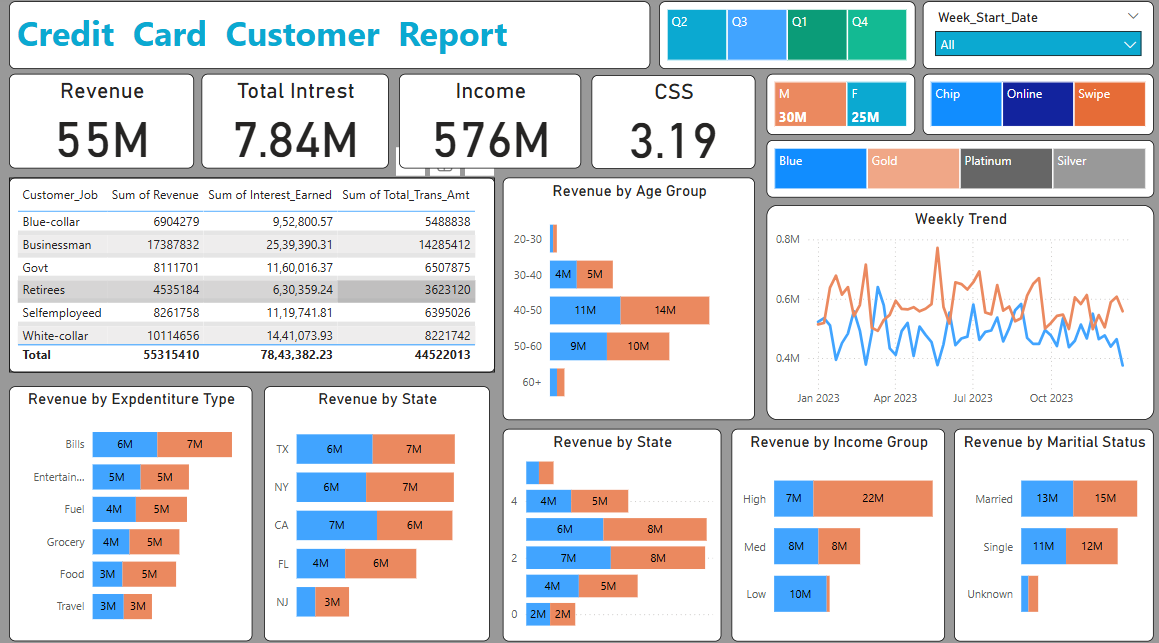 Credit Card Customer Report
Q2 Q3 Q1 Q4
Week_Start_Date
All
Revenue
55M
Total Intrest
7.84M
Income
576M
CSS
3.19
M F
30M 25M
Chip Online Swipe
Blue Gold Platinum Silver
Customer_Job Sum of Revenue Sum of Interest_Earned Sum of Total_Trans_Amt
Blue-collar 6904279 9,52,800.57 5488838
Businessman 17387832 25,39,390.31 14285412
Govt 8111701 11,60,016.37 6507875
Retirees 4535184 6,30,359.24 3623120
Selfemployeed 8261758 11,19,741.81 6395026
White-collar 10114656 14,41,073.93 8221742
Total 55315410 78,43,382.23 44522013
Revenue by Age Group
20-30
30-40 4M 5M
40-50 11M 14M
50-60 9M 10M
60+
Weekly Trend
0.8M
0.6M
0.4M
Jan 2023 Apr 2023 Jul 2023 Oct 2023
Revenue by Expdentiture Type
Bills 6M 7M
Entertain... 5M 5M
Fuel 4M 5M
Grocery 4M 5M
Food 3M 5M
Travel 3M 3M
Revenue by State
TX 6M 7M
NY 6M 7M
CA 7M 6M
FL 4M 6M
NJ 3M
Revenue by State
4 4M 5M
6M 8M
2 7M 8M
4M 5M
0 2M 2M
Revenue by Income Group
High 7M 22M
Med 8M 8M
Low 10M
Revenue by Maritial Status
Married 13M 15M
Single 11M 12M
Unknown